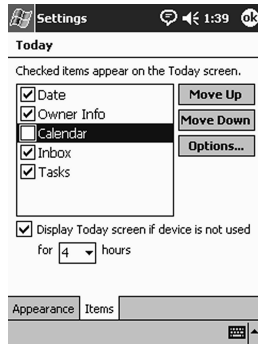 Settings 1:39 ok
Today
Checked items appear on the Today screen.
Date
Owner Info
Calendar
Inbox
Tasks
Move Up
Move Down
Options...
Display Today screen if device is not used
for 4 hours
Appearance Items